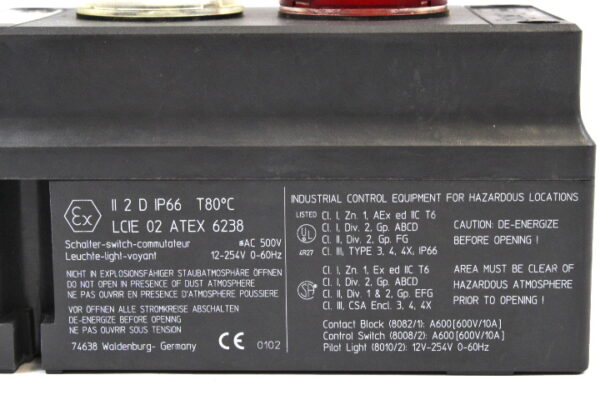 Ex II 2 D IP66 T80°C
LCIE 02 ATEX 6238
Schalter-switch-commutateur ≅AC 500V
Leuchte-light-voyant 12-254V 0-60Hz
NICHT IN EXPLOSIONSFÄHIGER STAUBATMOSPHÄRE ÖFFNEN
DO NOT OPEN IN PRESENCE OF DUST ATMOSPHERE
NE PAS OUVRIR EN PRESENCE D'ATMOSPHERE POUSSIERE
VOR ÖFFNEN ALLE STROMKREISE ABSCHALTEN
DE-ENERGIZE BEFORE OPENING
NE PAS OUVRIR SOUS TENSION
74638 Waldenburg- Germany CE 0102
INDUSTRIAL CONTROL EQUIPMENT FOR HAZARDOUS LOCATIONS
LISTED
UL
4R27
Cl. I, Zn. 1, AEx ed IIC T6
Cl. I, Div. 2, Gp. ABCD
Cl. II, Div. 2, Gp. FG
Cl. III, TYPE 3, 4, 4X, IP66
CAUTION: DE-ENERGIZE
BEFORE OPENING !
Cl. I, Zn. 1, Ex ed IIC T6
Cl. I, Div. 2, Gp. ABCD
Cl. II, Div. 1 & 2, Gp. EFG
Cl. III, CSA Encl. 3, 4, 4X
AREA MUST BE CLEAR OF
HAZARDOUS ATMOSPHERE
PRIOR TO OPENING !
Contact Block (8082/1): A600[600V/10A]
Control Switch (8008/2): A600[600V/10A]
Pilot Light (8010/2): 12V-254V 0-60Hz